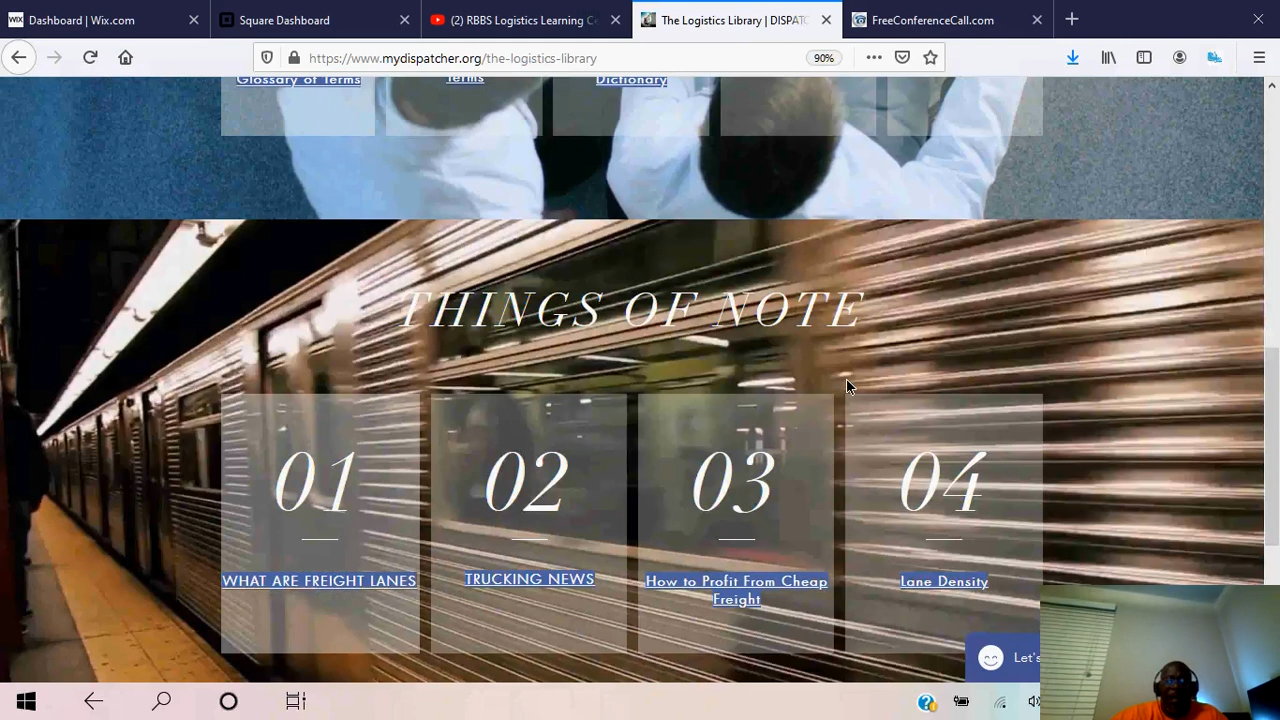 WiX Dashboard | Wix.com
Square Dashboard
(2) RBBS Logistics Learning C
The Logistics Library | DISPATC
FreeConferenceCall.com
https://www.mydispatcher.org/the-logistics-library
90%
Glossary of Terms
Terms
Dictionary
THINGS OF NOTE
01
02
03
04
WHAT ARE FREIGHT LANES
TRUCKING NEWS
How to Profit From Cheap
Freight
Lane Density
Let's